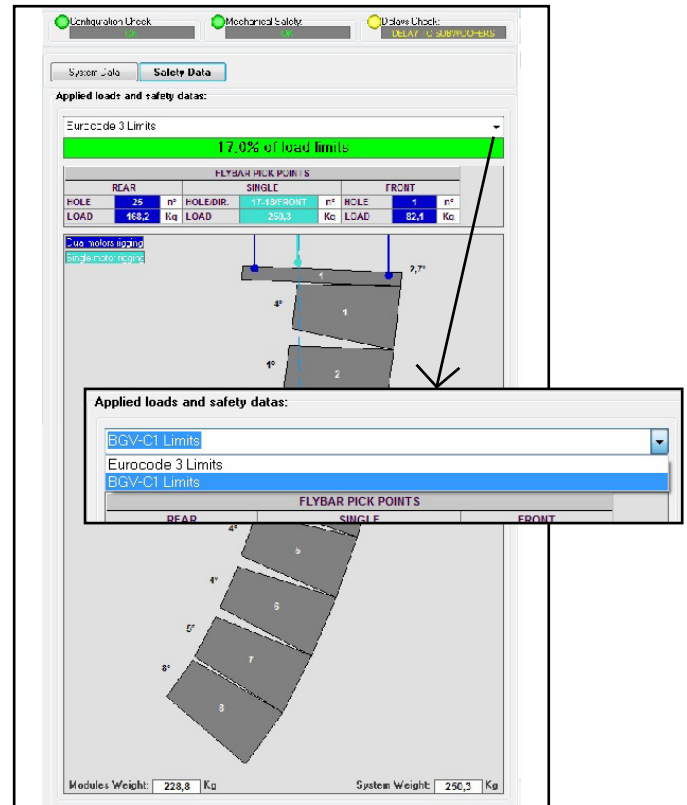 Configuration Check: Mechanical Safety: Delays Check:
OK OK DELAY TO SUBWOOFERS
System Data Safety Data
Applied loads and safety datas:
Eurocode 3 Limits
17,0% of load limits
FLYBAR PICK POINTS
REAR SINGLE FRONT
HOLE 25 n° HOLE/DIR. 17-18/FRONT n° HOLE 1 n°
LOAD 168,2 Kg LOAD 250,3 Kg LOAD 82,1 Kg
Dual motors rigging
Single motor rigging
2,7°
1
4°
1
1°
2
Applied loads and safety datas:
BGV-C1 Limits
Eurocode 3 Limits
BGV-C1 Limits
FLYBAR PICK POINTS
REAR SINGLE FRONT
4°
5
4°
6
5°
7
8°
8
Modules Weight: 228,8 Kg System Weight: 250,3 Kg